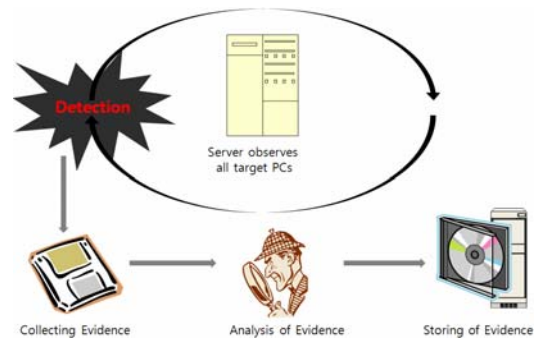 Detection
Server observes
all target PCs
Collecting Evidence
Analysis of Evidence
Storing of Evidence